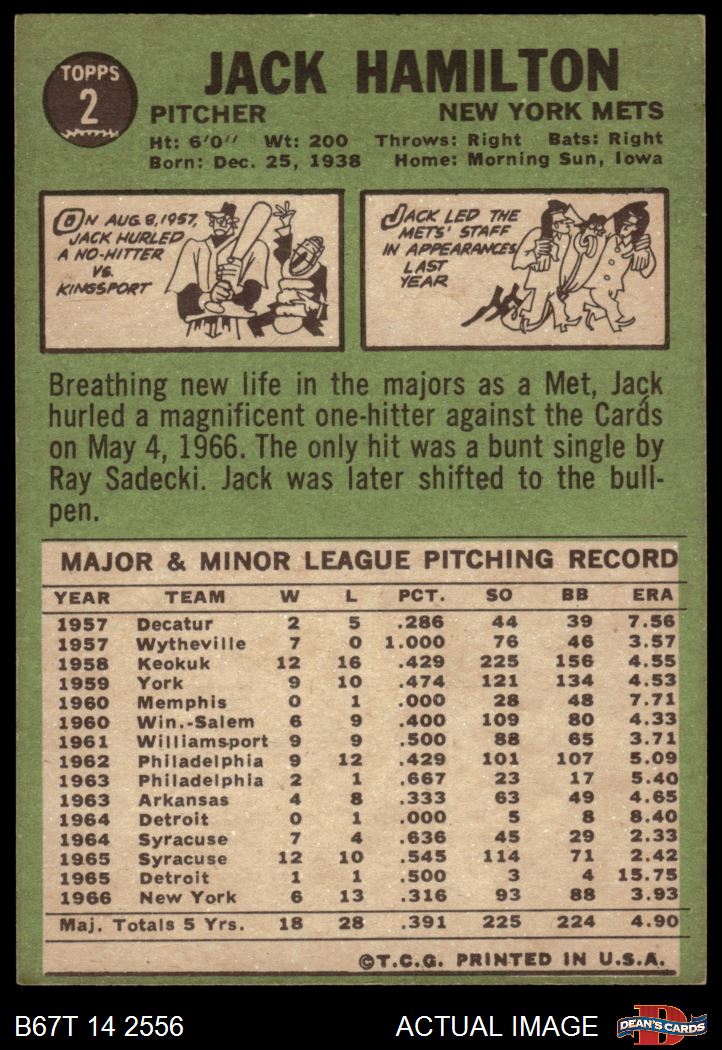 TOPPS
2
JACK HAMILTON
PITCHER NEW YORK METS
Ht: 6'0" Wt: 200 Throws: Right Bats: Right
Born: Dec. 25, 1938 Home: Morning Sun, Iowa
ON AUG. 8, 1957,
JACK HURLED
A NO-HITTER
VS.
KINGSPORT
JACK LED THE
METS' STAFF
IN APPEARANCES
LAST
YEAR
Breathing new life in the majors as a Met, Jack
hurled a magnificent one-hitter against the Cards
on May 4, 1966. The only hit was a bunt single by
Ray Sadecki. Jack was later shifted to the bull-
pen.
MAJOR & MINOR LEAGUE PITCHING RECORD
YEAR TEAM W L PCT. SO BB ERA
1957 Decatur 2 5 .286 44 39 7.56
1957 Wytheville 7 0 1.000 76 46 3.57
1958 Keokuk 12 16 .429 225 156 4.55
1959 York 9 10 .474 121 134 4.53
1960 Memphis 0 1 .000 28 48 7.71
1960 Win.-Salem 6 9 .400 109 80 4.33
1961 Williamsport 9 9 .500 88 65 3.71
1962 Philadelphia 9 12 .429 101 107 5.09
1963 Philadelphia 2 1 .667 23 17 5.40
1963 Arkansas 4 8 .333 63 49 4.65
1964 Detroit 0 1 .000 5 8 8.40
1964 Syracuse 7 4 .636 45 29 2.33
1965 Syracuse 12 10 .545 114 71 2.42
1965 Detroit 1 1 .500 3 4 15.75
1966 New York 6 13 .316 93 88 3.93
Maj. Totals 5 Yrs. 18 28 .391 225 224 4.90
©T.C.G. PRINTED IN U.S.A.
B67T 14 2556 ACTUAL IMAGE
DEAN'S CARDS